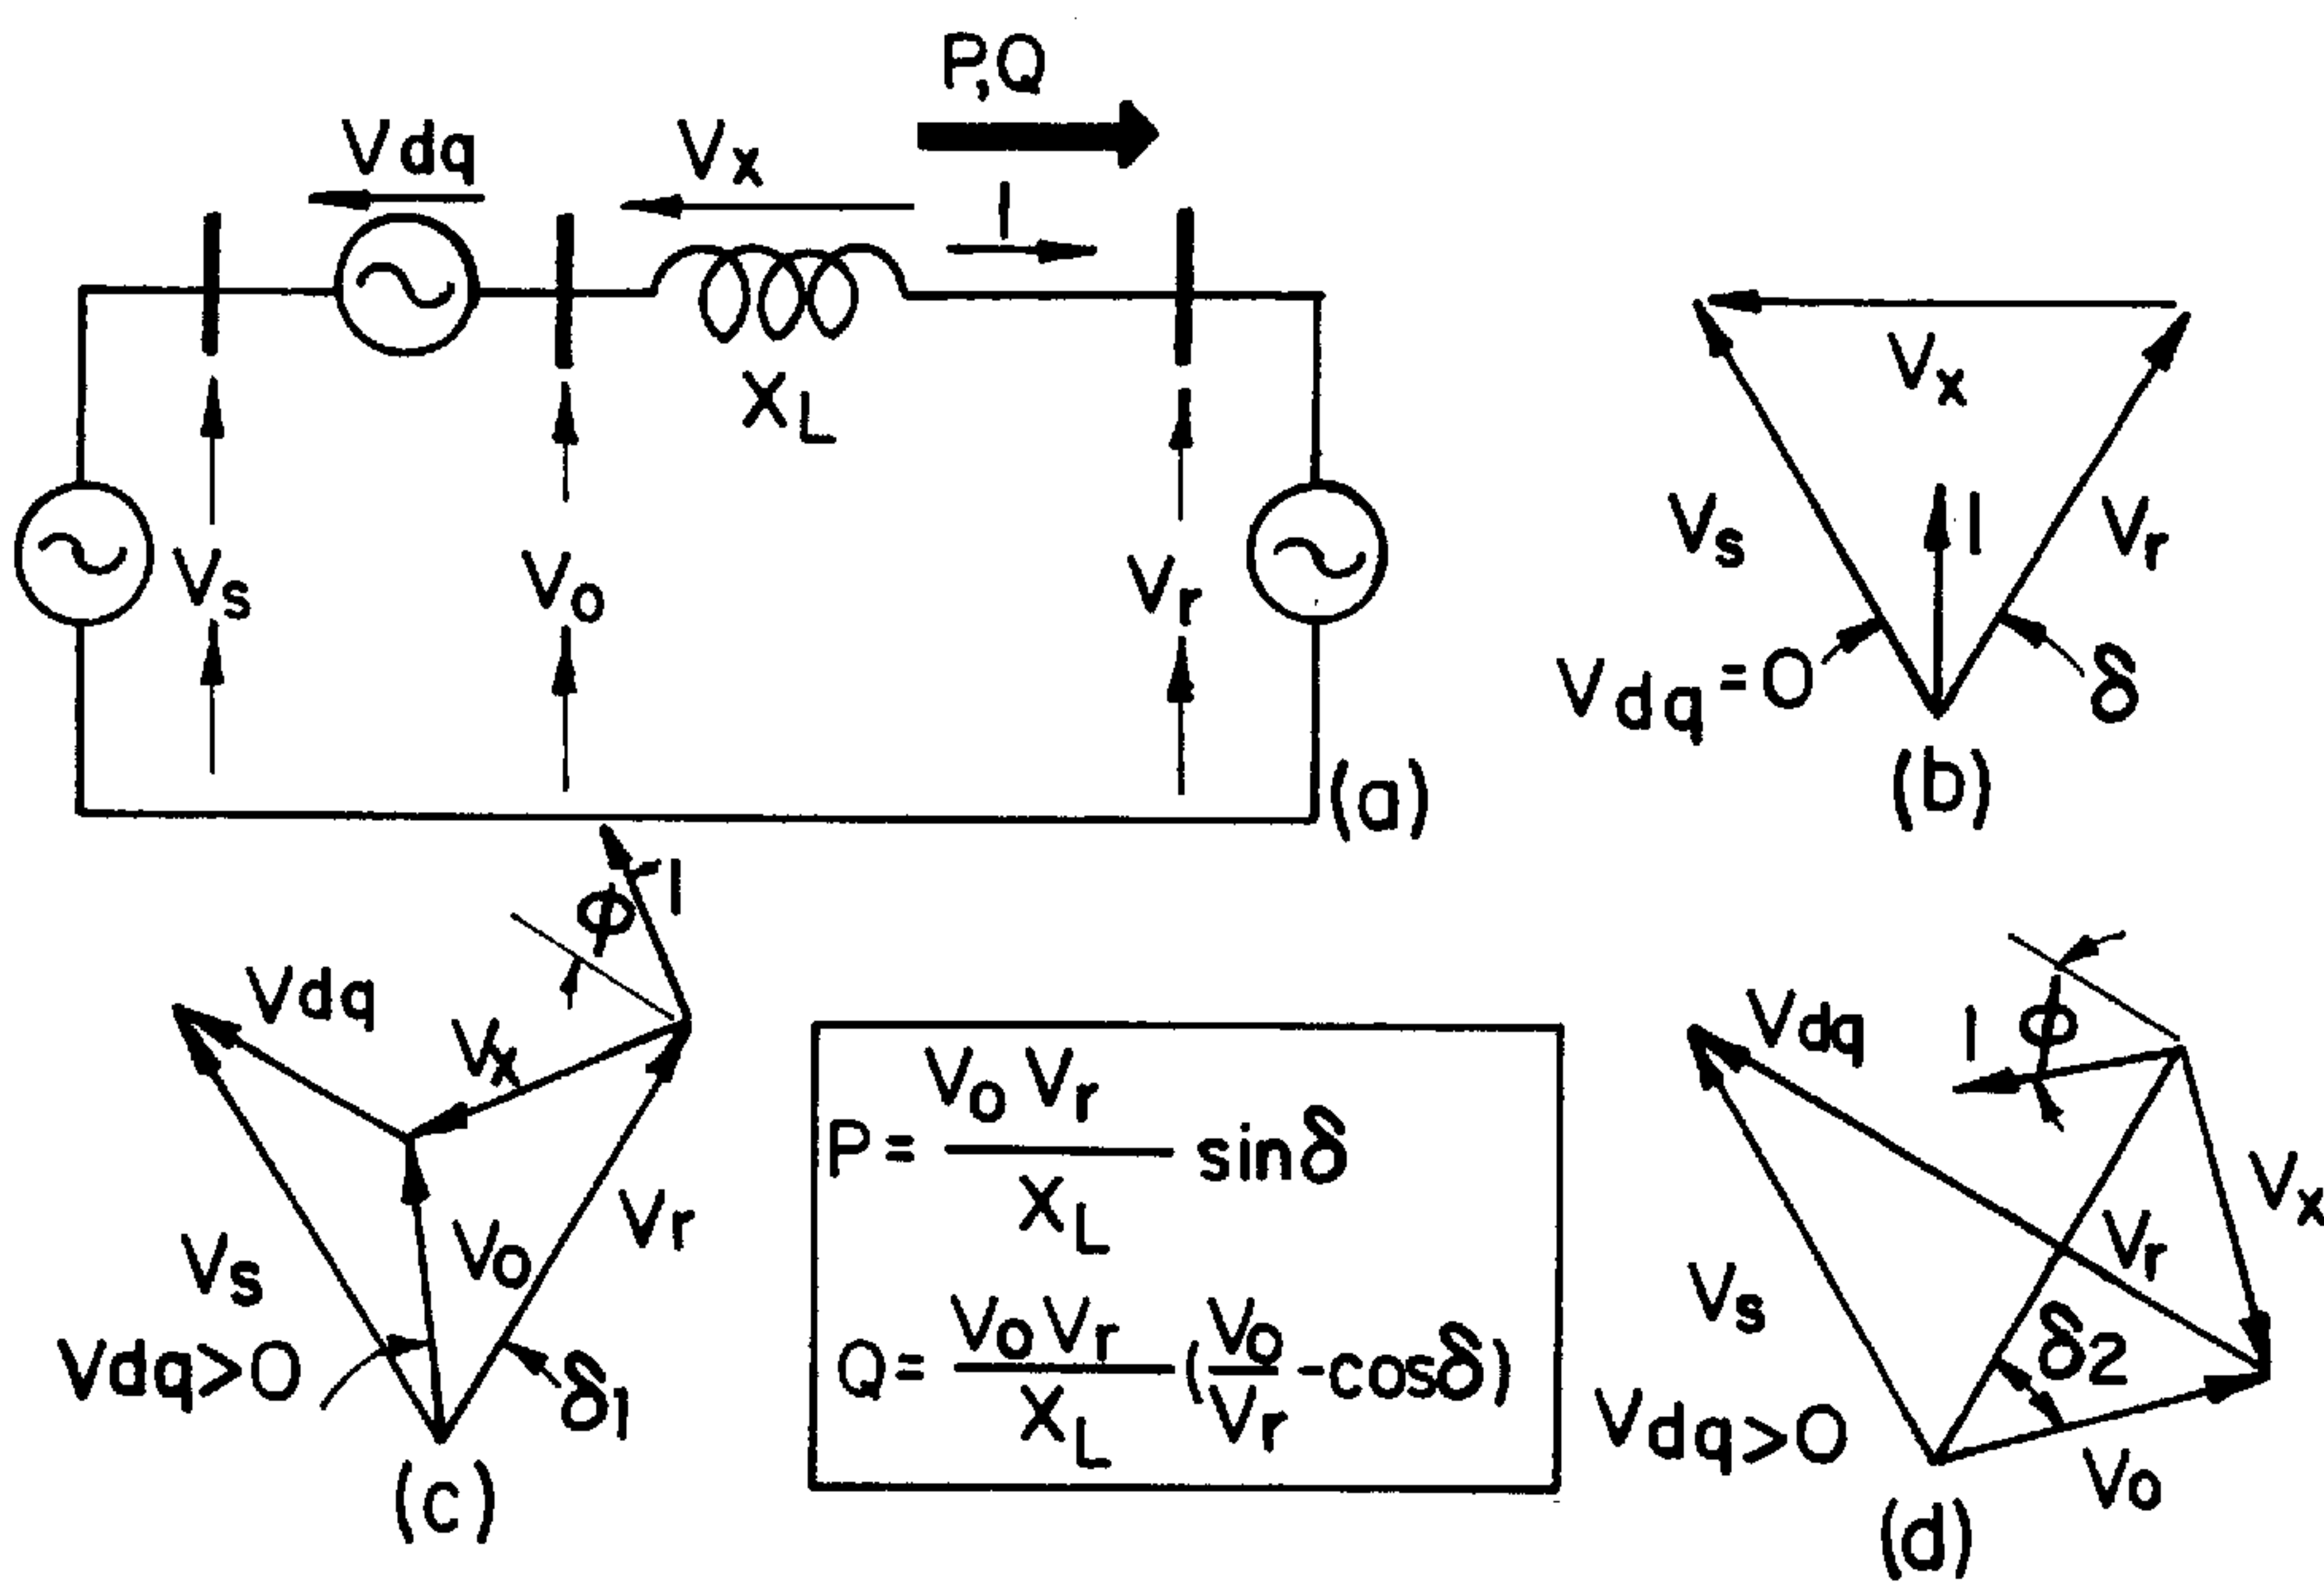 P,Q
Vdq
Vx
I
XL
Vs
Vo
Vr
(a)
Vx
Vs
I
Vr
Vdq=0
δ
(b)
I
φ
Vdq
Vx
Vs
Vo
Vr
Vdq>0
δ1
(c)
P= VoVr/XL sinδ
Q= VoVr/XL (Vo/Vr -cosδ)
Vdq
I
φ
Vx
Vr
Vs
δ2
Vdq>0
Vo
(d)